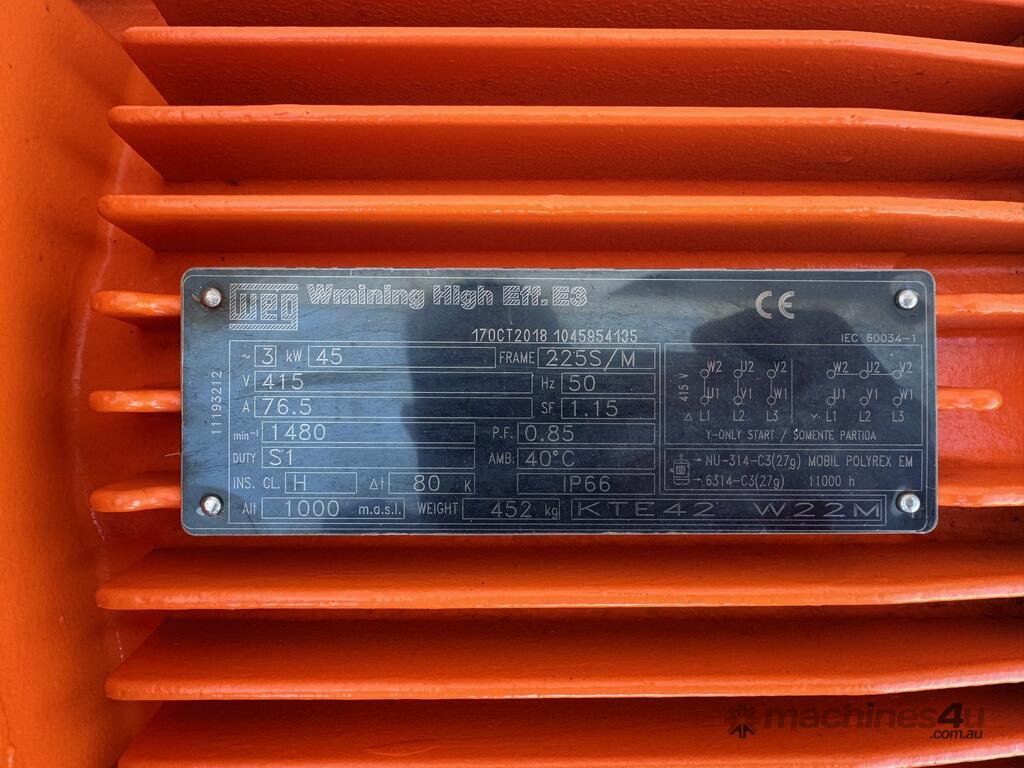 WEG Wmining High Eff. E3
17OCT2018 1045954135
IEC 60034-1
11193212
~ 3 kW 45 FRAME 225S/M
V 415 Hz 50
A 76.5 SF 1.15
min-1 1480 P.F. 0.85
DUTY S1 AMB. 40°C
INS. CL. H Δt 80 K IP66
Alt 1000 m.a.s.l. WEIGHT 452 kg KTE42 W22M
415 V
W2 U2 V2 W2 U2 V2
U1 V1 W1 U1 V1 W1
Δ L1 L2 L3 Y L1 L2 L3
Y-ONLY START / SOMENTE PARTIDA
NU-314-C3(27g) MOBIL POLYREX EM
6314-C3(27g) 11000 h
machines4u
.com.au